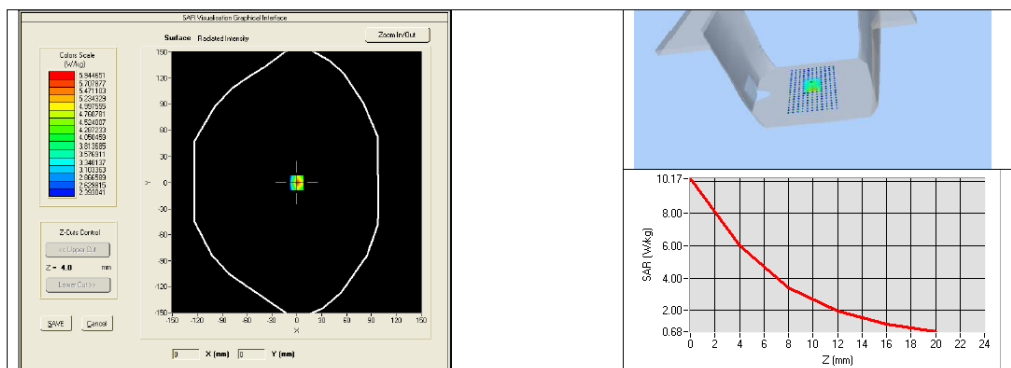 SAR Visualisation Graphical Interface
Surface Radiated Intensity
Zoom In/Out
Colors Scale
(W/kg)
5.944651
5.707877
5.471103
5.234329
4.997555
4.760781
4.524007
4.287233
4.050459
3.813685
3.576911
3.340137
3.103363
2.866589
2.629815
2.393041
150
120
90
60
30
0
-30
-60
-90
-120
-150
Y
-150 -120 -90 -60 -30 0 30 60 90 120 150
X
Z-Cuts Control
<< Upper Cut
Z = 4.0 mm
Lower Cut >>
SAVE Cancel
0 X (mm) 0 Y (mm)
10.17
8.00
6.00
4.00
2.00
0.68
SAR (W/kg)
0 2 4 6 8 10 12 14 16 18 20 22 24
Z (mm)